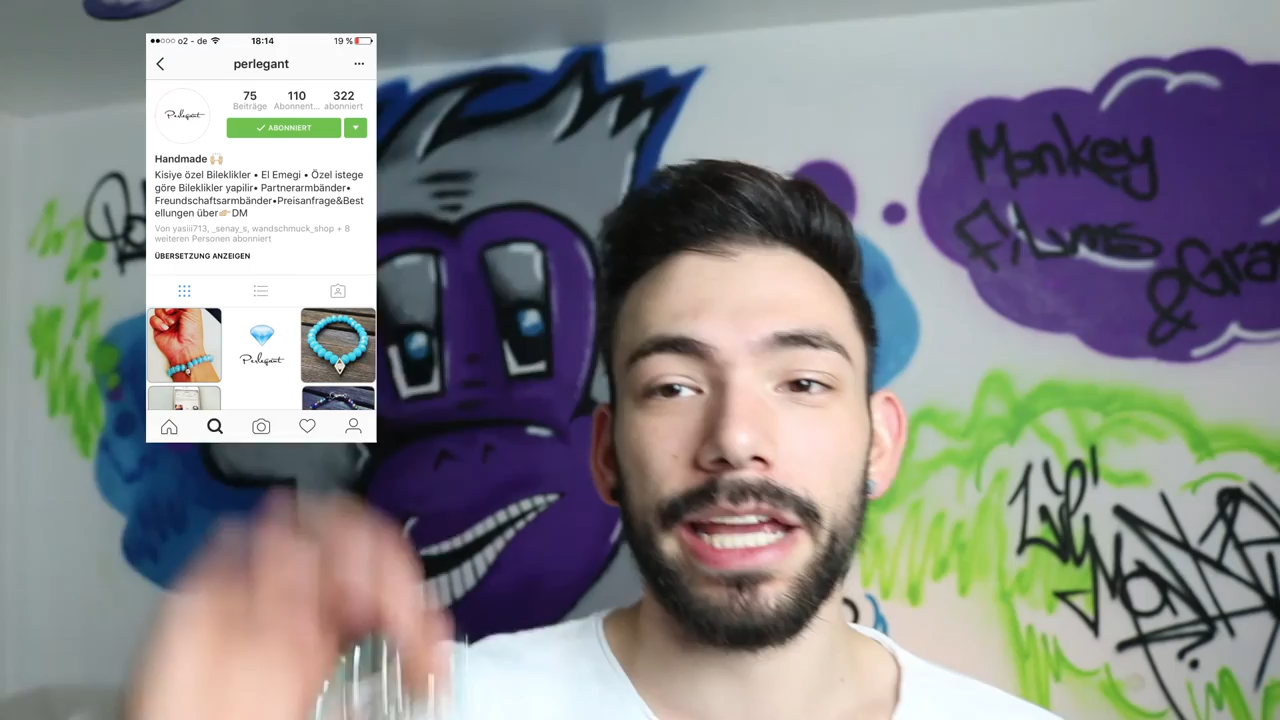 o2 - de 18:14 19 %
perlegant
75 110 322
Beiträge Abonnent... abonniert
Perlegant
ABONNIERT
Handmade
Kisiye özel Bileklikler • El Emegi • Özel istege
göre Bileklikler yapilir• Partnerarmbänder•
Freundschaftsarmbänder•Preisanfrage&Best
ellungen über👉🏼DM
Von yasiii713, _senay_s, wandschmuck_shop + 8
weiteren Personen abonniert
ÜBERSETZUNG ANZEIGEN
Perlegant
Monkey
Films
&Gra
Lil'